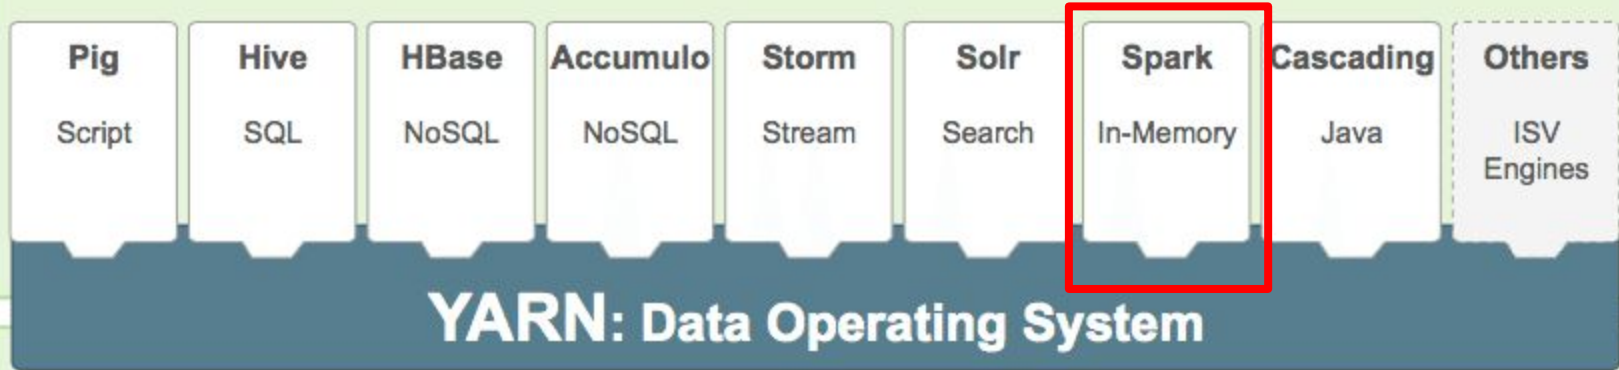 Pig
Script
Hive
SQL
HBase
NoSQL
Accumulo
NoSQL
Storm
Stream
Solr
Search
Spark
In-Memory
Cascading
Java
Others
ISV
Engines
YARN: Data Operating System